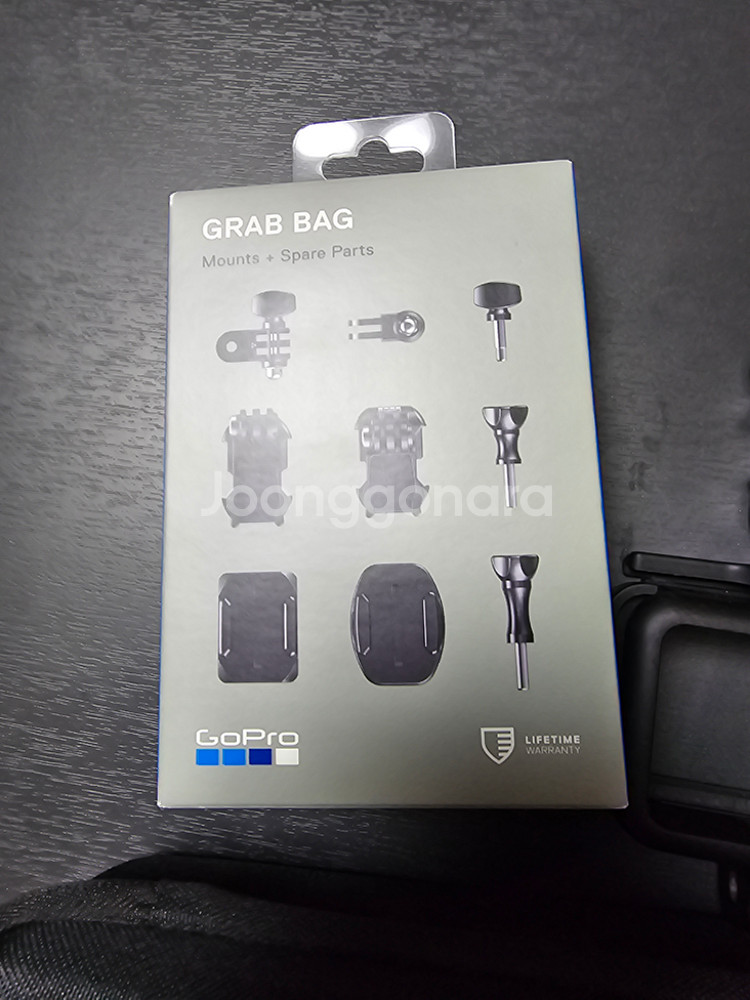 GRAB BAG
Mounts + Spare Parts
Joonggonara
GoPro
LIFETIME
WARRANTY